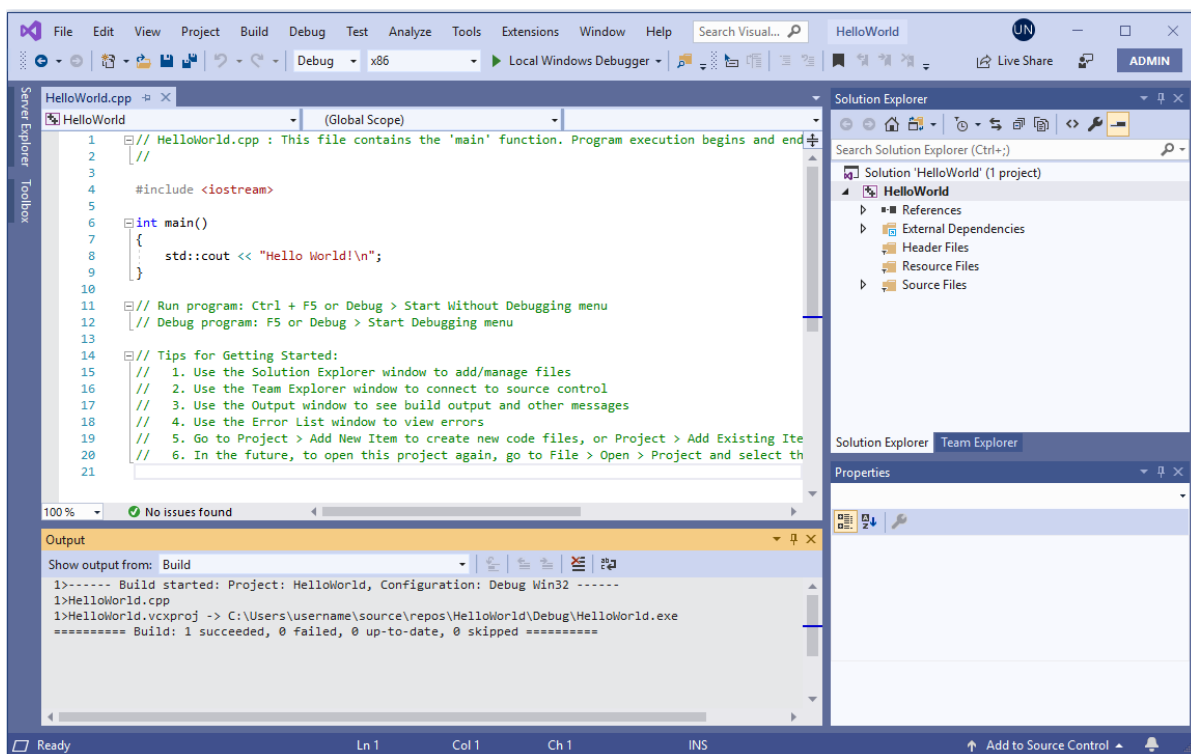 File Edit View Project Build Debug Test Analyze Tools Extensions Window Help Search Visual... HelloWorld UN
Debug x86 Local Windows Debugger Live Share ADMIN
Server Explorer
Toolbox
HelloWorld.cpp
HelloWorld (Global Scope)
1 // HelloWorld.cpp : This file contains the 'main' function. Program execution begins and end
2 //
3
4 #include <iostream>
5
6 int main()
7 {
8 std::cout << "Hello World!\n";
9 }
10
11 // Run program: Ctrl + F5 or Debug > Start Without Debugging menu
12 // Debug program: F5 or Debug > Start Debugging menu
13
14 // Tips for Getting Started:
15 // 1. Use the Solution Explorer window to add/manage files
16 // 2. Use the Team Explorer window to connect to source control
17 // 3. Use the Output window to see build output and other messages
18 // 4. Use the Error List window to view errors
19 // 5. Go to Project > Add New Item to create new code files, or Project > Add Existing Ite
20 // 6. In the future, to open this project again, go to File > Open > Project and select th
21
100 % No issues found
Output
Show output from: Build
1>------ Build started: Project: HelloWorld, Configuration: Debug Win32 ------
1>HelloWorld.cpp
1>HelloWorld.vcxproj -> C:\Users\username\source\repos\HelloWorld\Debug\HelloWorld.exe
========== Build: 1 succeeded, 0 failed, 0 up-to-date, 0 skipped ==========
Solution Explorer
Search Solution Explorer (Ctrl+;)
Solution 'HelloWorld' (1 project)
HelloWorld
References
External Dependencies
Header Files
Resource Files
Source Files
Solution Explorer Team Explorer
Properties
Ready Ln 1 Col 1 Ch 1 INS Add to Source Control